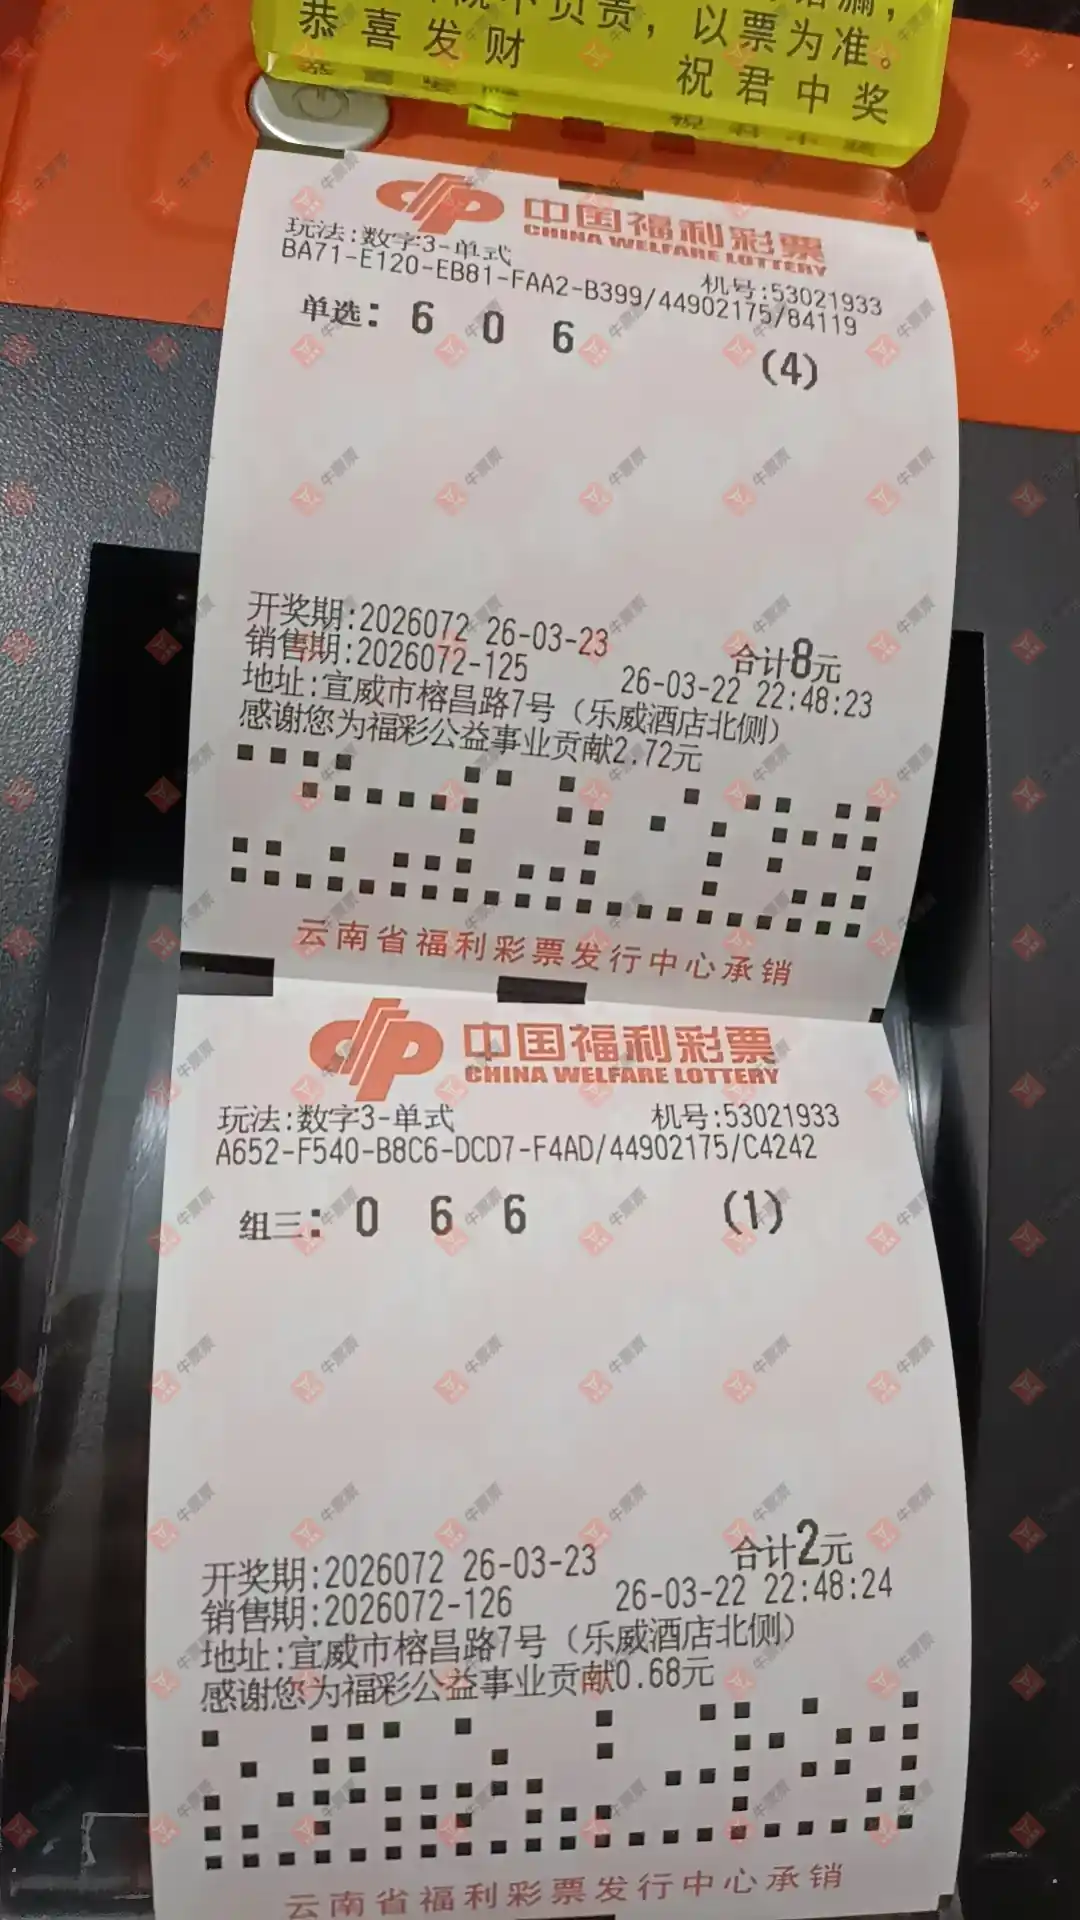 不负责，以票为准。
恭喜发财
祝君中奖
中国福利彩票
CHINA WELFARE LOTTERY
玩法:数字3-单式
机号:53021933
BA71-E120-EB81-FAA2-B399/44902175/84119
单选: 6 0 6 (4)
开奖期:2026072 26-03-23
合计8元
销售期:2026072-125 26-03-22 22:48:23
地址:宣威市榕昌路7号（乐威酒店北侧）
感谢您为福彩公益事业贡献2.72元
云南省福利彩票发行中心承销
中国福利彩票
CHINA WELFARE LOTTERY
玩法:数字3-单式 机号:53021933
A652-F540-B8C6-DCD7-F4AD/44902175/C4242
组三: 0 6 6 (1)
开奖期:2026072 26-03-23 合计2元
销售期:2026072-126 26-03-22 22:48:24
地址:宣威市榕昌路7号（乐威酒店北侧）
感谢您为福彩公益事业贡献0.68元
云南省福利彩票发行中心承销
牛票票